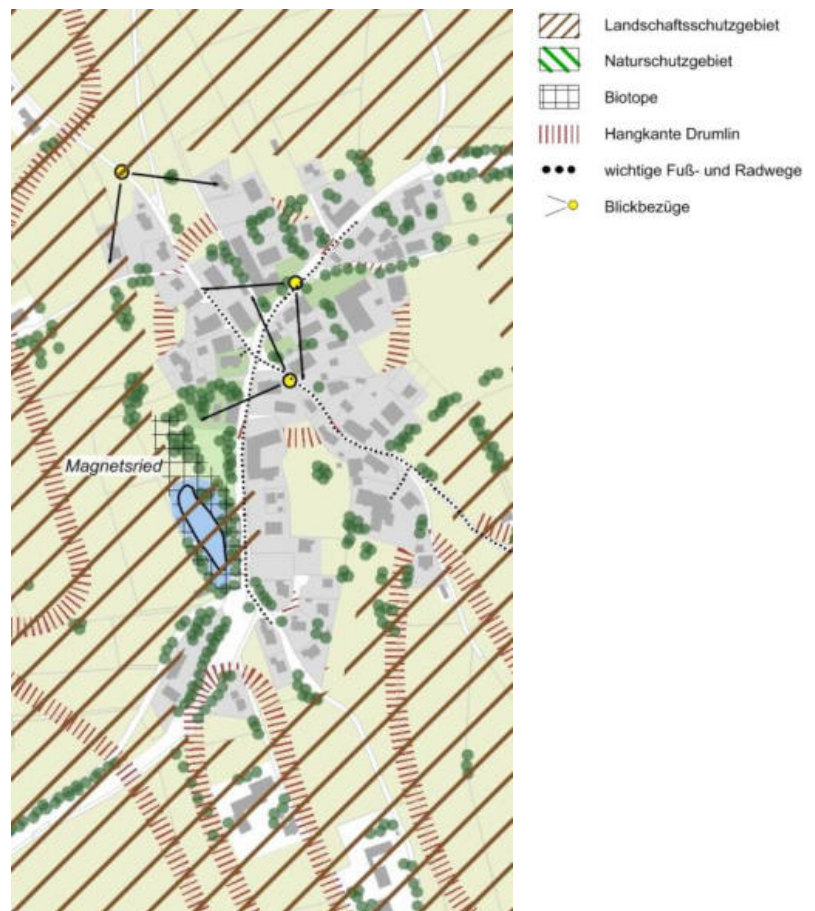 Landschaftsschutzgebiet
Naturschutzgebiet
Biotope
Hangkante Drumlin
wichtige Fuß- und Radwege
Blickbezüge
Magnetsried